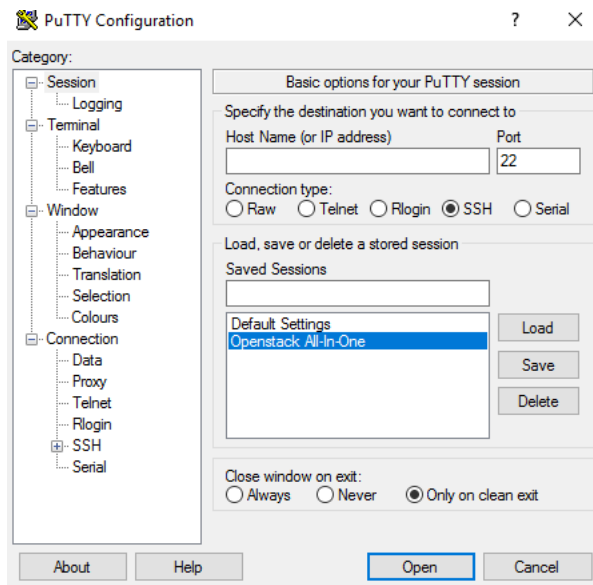 PuTTY Configuration
?
Category:
Session
Logging
Terminal
Keyboard
Bell
Features
Window
Appearance
Behaviour
Translation
Selection
Colours
Connection
Data
Proxy
Telnet
Rlogin
SSH
Serial
Basic options for your PuTTY session
Specify the destination you want to connect to
Host Name (or IP address) Port
22
Connection type:
Raw Telnet Rlogin SSH Serial
Load, save or delete a stored session
Saved Sessions
Default Settings
Openstack All-In-One
Load
Save
Delete
Close window on exit:
Always Never Only on clean exit
About Help Open Cancel